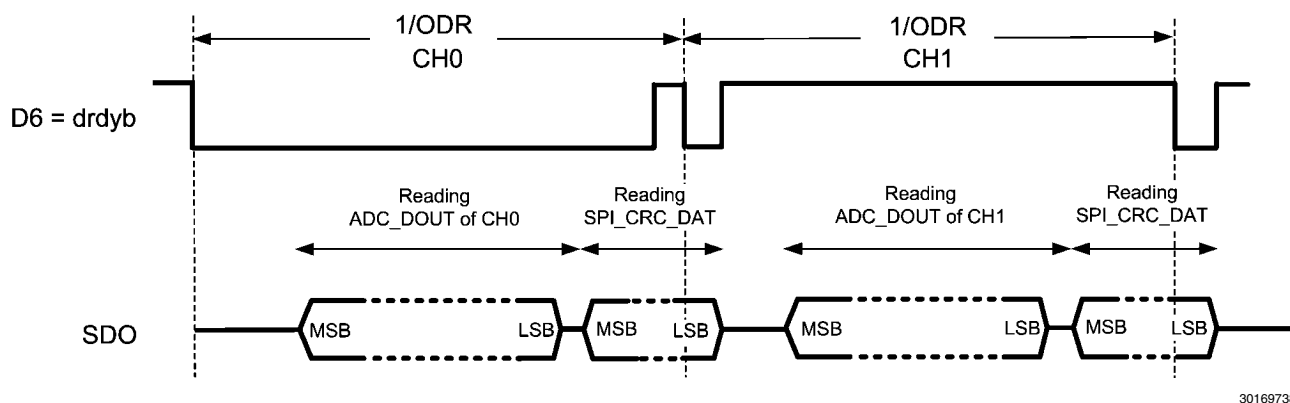 1/ODR
CH0
1/ODR
CH1
D6 = drdyb
Reading
ADC_DOUT of CH0
Reading
SPI_CRC_DAT
Reading
ADC_DOUT of CH1
Reading
SPI_CRC_DAT
SDO
MSB
LSB
MSB
LSB
MSB
LSB
MSB
LSB